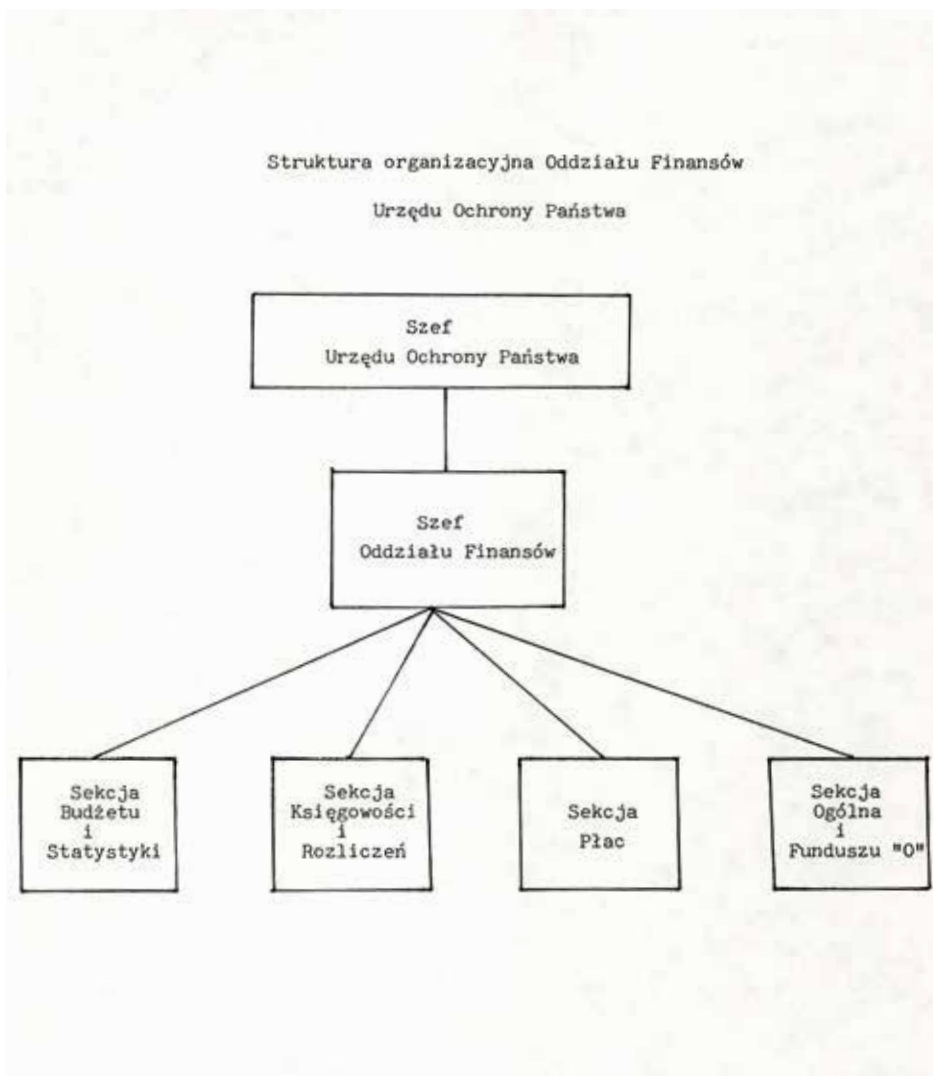 Struktura organizacyjna Oddziału Finansów
Urzędu Ochrony Państwa
Szef
Urzędu Ochrony Państwa
Szef
Oddziału Finansów
Sekcja
Budżetu
i
Statystyki
Sekcja
Księgowości
i
Rozliczeń
Sekcja
Płac
Sekcja
Ogólna
i
Funduszu "O"